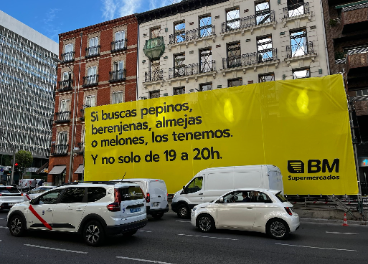 Si buscas pepinos,
berenjenas, almejas
o melones, los tenemos.
Y no solo de 19 a 20h.
BM
Supermercados